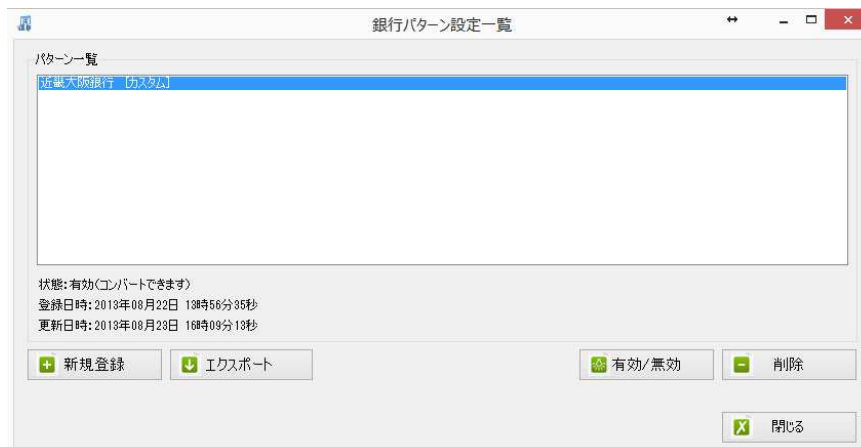 銀行パターン設定一覧
パターン一覧
近畿大阪銀行 [カスタム]
状態:有効(コンバートできます)
登録日時:2013年08月22日 13時56分35秒
更新日時:2013年08月23日 16時09分13秒
新規登録 エクスポート 有効/無効 削除
閉じる